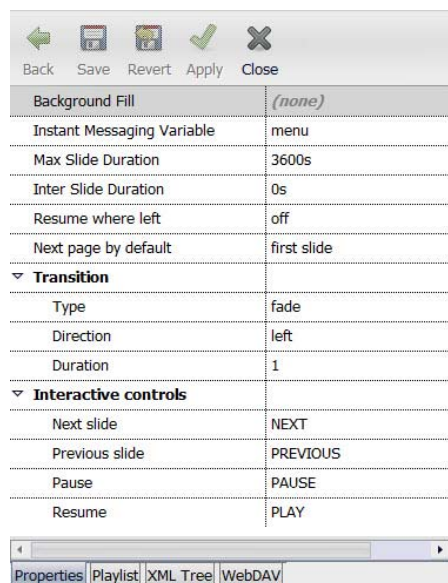 Back Save Revert Apply Close
Background Fill (none)
Instant Messaging Variable menu
Max Slide Duration 3600s
Inter Slide Duration 0s
Resume where left off
Next page by default first slide
Transition
Type fade
Direction left
Duration 1
Interactive controls
Next slide NEXT
Previous slide PREVIOUS
Pause PAUSE
Resume PLAY
Properties Playlist XML Tree WebDAV